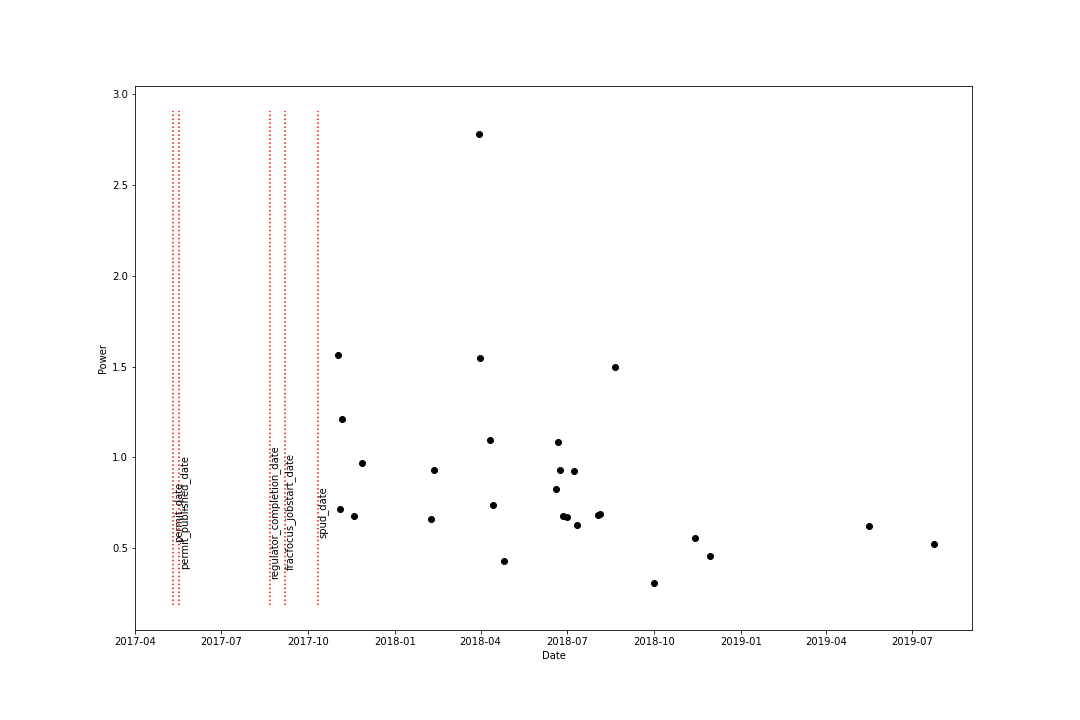 3.0
2.5
2.0
1.5
1.0
0.5
Power
permit_date
permit_published_date
regulator_completion_date
fracfocus_jobstart_date
spud_date
2017-04
2017-07
2017-10
2018-01
2018-04
2018-07
2018-10
2019-01
2019-04
2019-07
Date